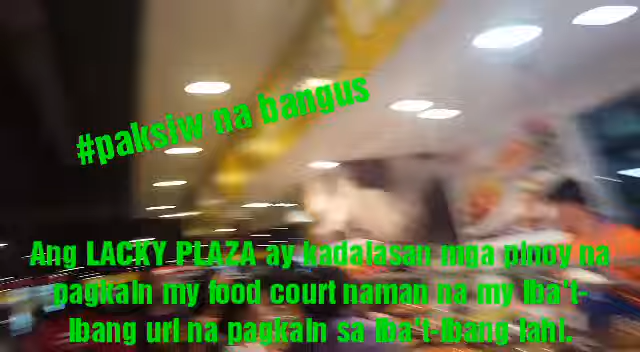 #paksiw na bangus
Ang LACKY PLAZA ay kadalasan mga pinoy na
pagkain my food court naman na my Iba't-
Ibang uri na pagkain sa Iba't-Ibang lahi.